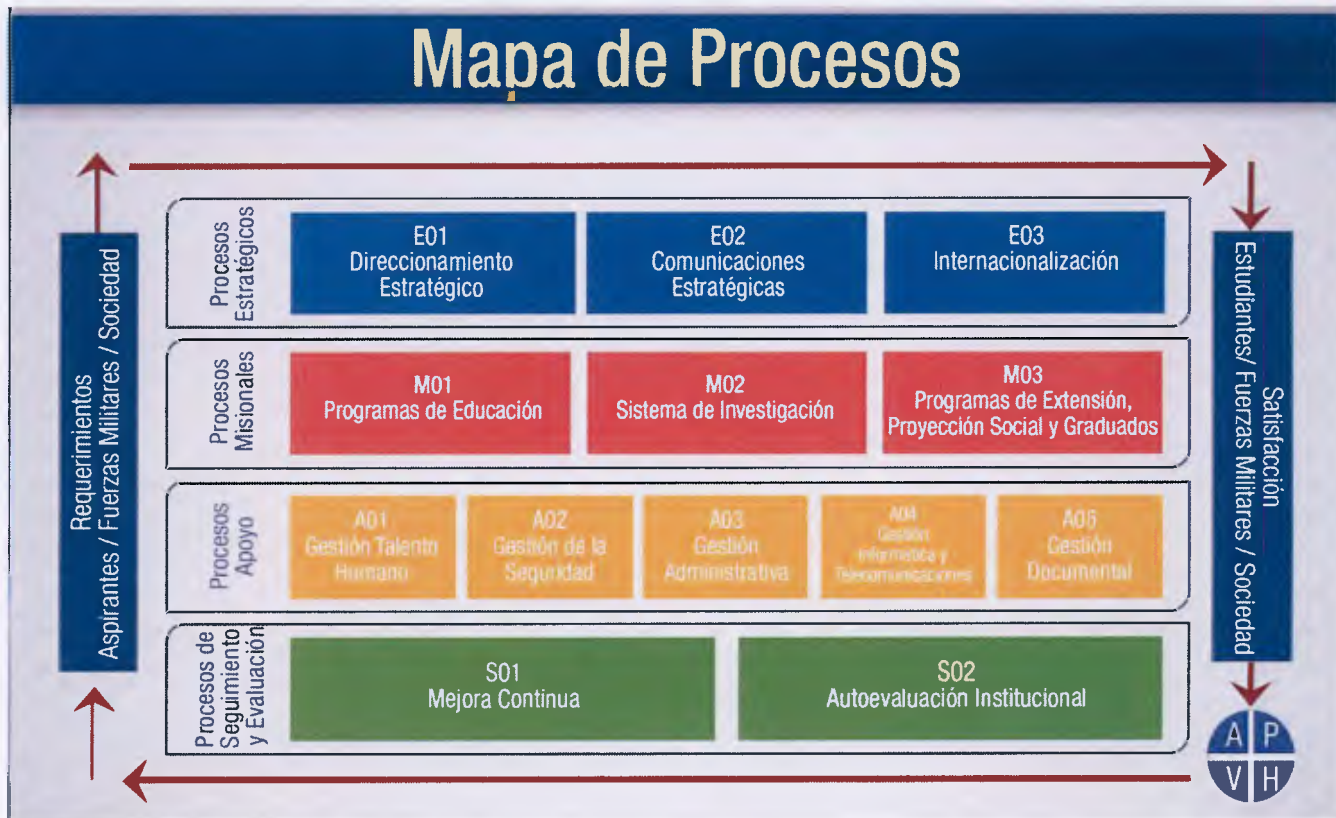 Mapa de Procesos
Requerimientos
Aspirantes / Fuerzas Militares / Sociedad
Procesos
Estratégicos
E01
Direccionamiento
Estratégico
E02
Comunicaciones
Estratégicas
E03
Internacionalización
Procesos
Misionales
M01
Programas de Educación
M02
Sistema de Investigación
M03
Programas de Extensión,
Proyección Social y Graduados
Procesos
Apoyo
A01
Gestión Talento
Humano
A02
Gestión de la
Seguridad
A03
Gestión
Administrativa
A04
Gestión
Informática y
Telecomunicaciones
A05
Gestión
Documental
Procesos de
Seguimiento
y Evaluación
S01
Mejora Continua
S02
Autoevaluación Institucional
Satisfacción
Estudiantes/ Fuerzas Militares / Sociedad
A P
V H